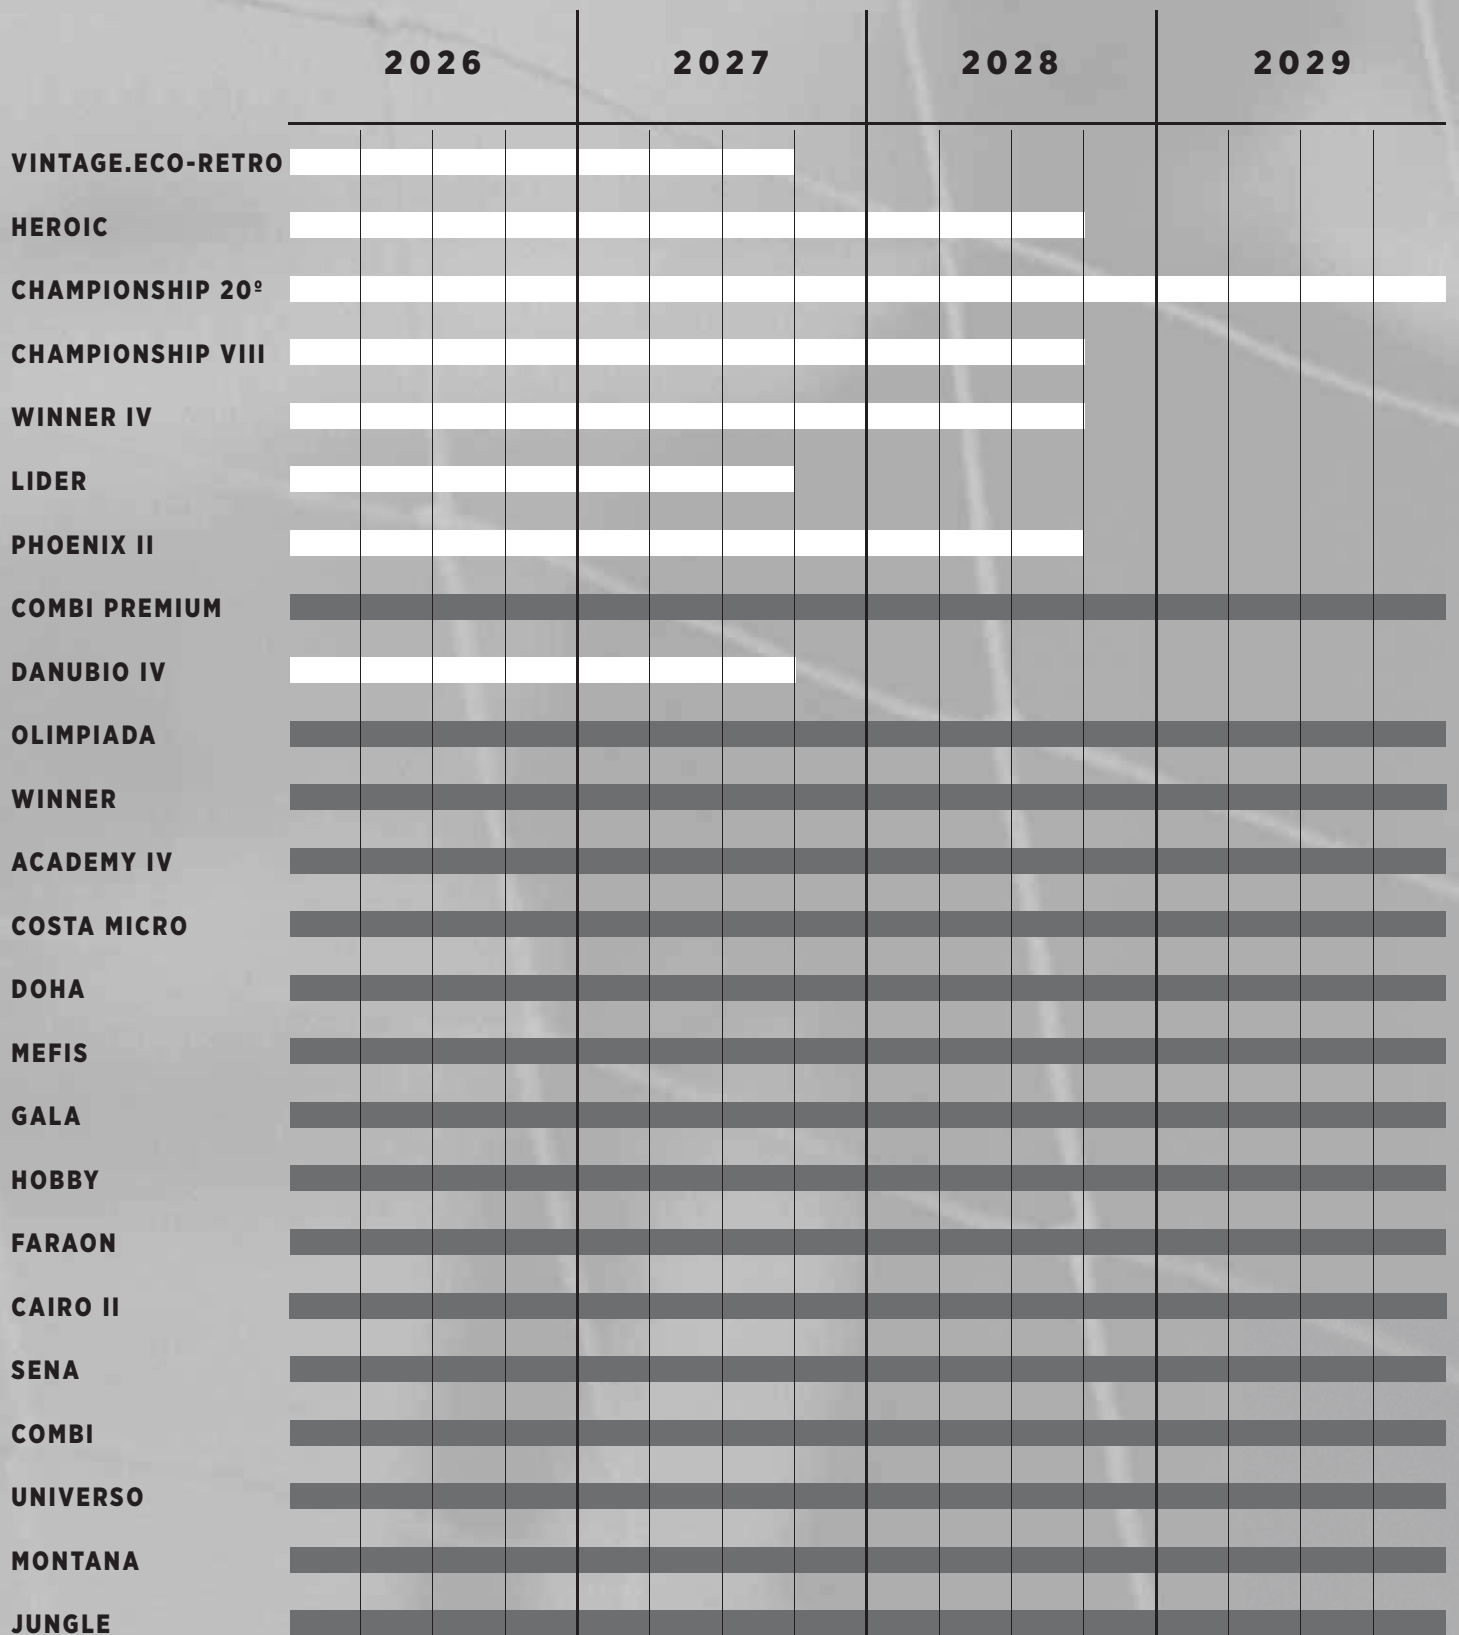 2026 2027 2028 2029
VINTAGE.ECO-RETRO
HEROIC
CHAMPIONSHIP 20º
CHAMPIONSHIP VIII
WINNER IV
LIDER
PHOENIX II
COMBI PREMIUM
DANUBIO IV
OLIMPIADA
WINNER
ACADEMY IV
COSTA MICRO
DOHA
MEFIS
GALA
HOBBY
FARAON
CAIRO II
SENA
COMBI
UNIVERSO
MONTANA
JUNGLE